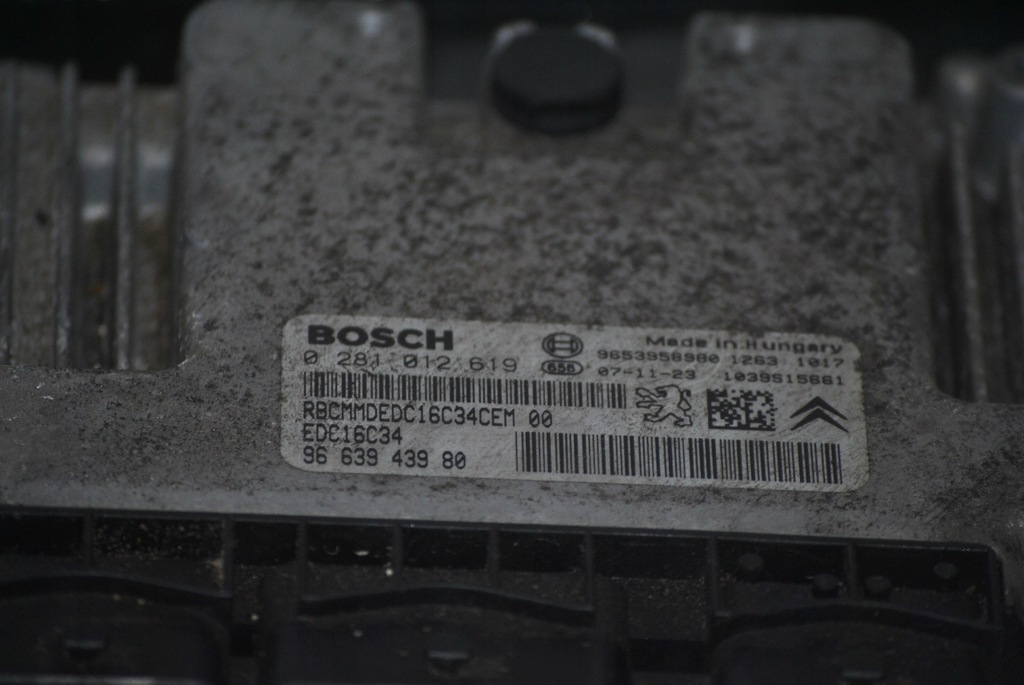 BOSCH
Made in Hungary
0 281 012 619
656
9653958980 1263 1017
07-11-23 1039S15661
RBCMMDEDC16C34CEM 00
EDC16C34
96 639 439 80